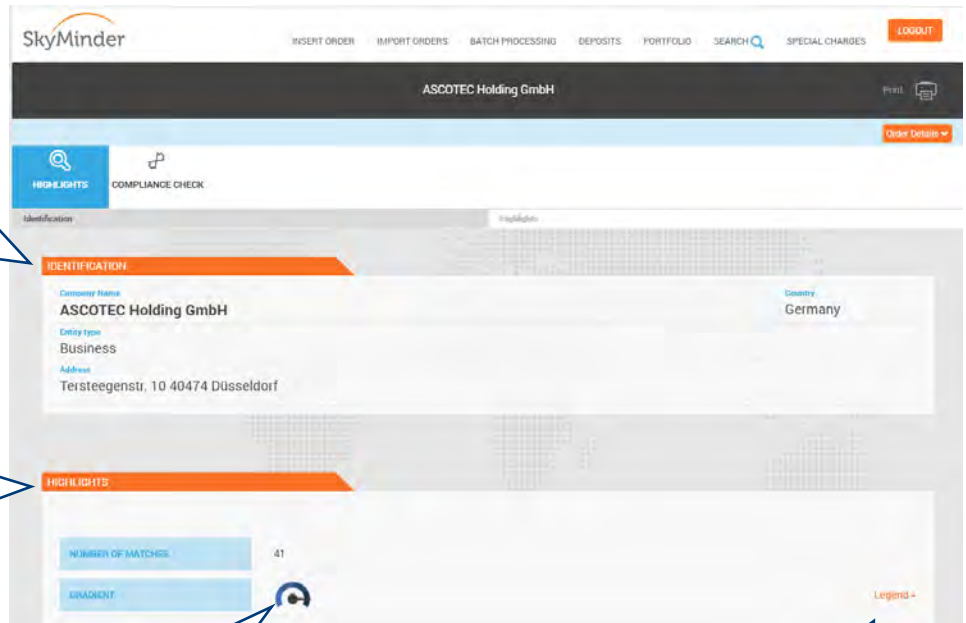 SkyMinder
INSERT ORDER IMPORT ORDERS BATCH PROCESSING DEPOSITS PORTFOLIO SEARCH SPECIAL CHARGES LOGOUT
ASCOTEC Holding GmbH Print
Order Details
HIGHLIGHTS COMPLIANCE CHECK
Identification Highlights
IDENTIFICATION
Company Name Country
ASCOTEC Holding GmbH Germany
Entity type
Business
Address
Tersteegenstr. 10 40474 Düsseldorf
HIGHLIGHTS
NUMBER OF MATCHES 41
GRADIENT Legend